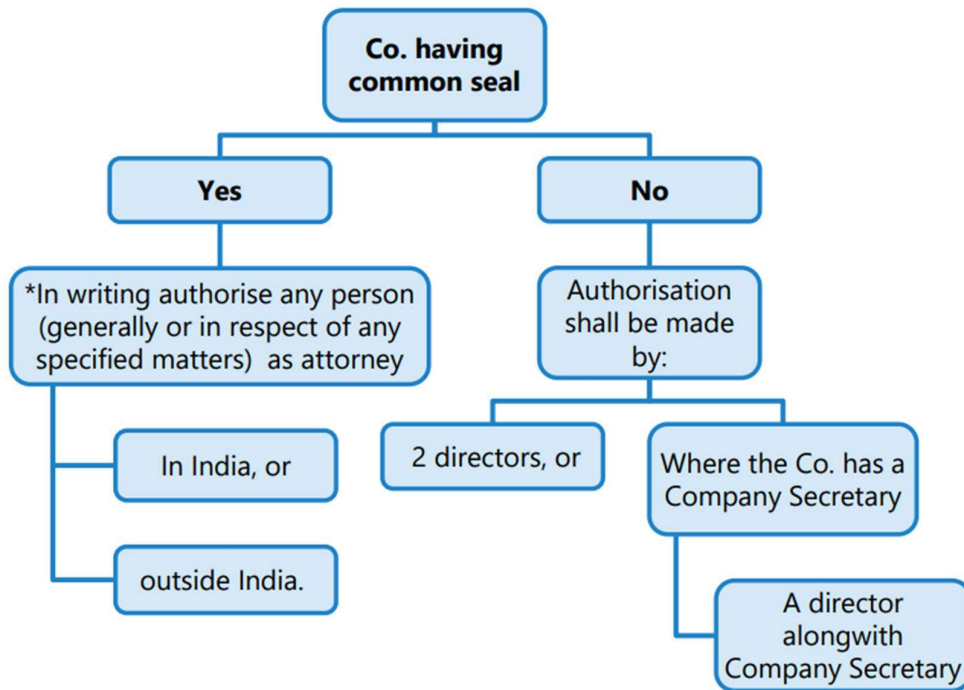 Co. having
common seal
Yes
No
*In writing authorise any person
(generally or in respect of any
specified matters) as attorney
Authorisation
shall be made
by:
In India, or
outside India.
2 directors, or
Where the Co. has a
Company Secretary
A director
alongwith
Company Secretary